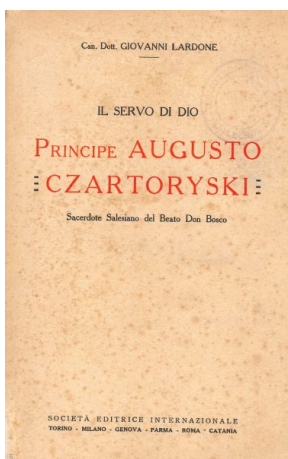 Can. Dott. GIOVANNI LARDONE
IL SERVO DI DIO
PRINCIPE AUGUSTO
CZARTORYSKI
Sacerdote Salesiano del Beato Don Bosco
SOCIETÀ EDITRICE INTERNAZIONALE
TORINO - MILANO - GENOVA - PARMA - ROMA - CATANIA